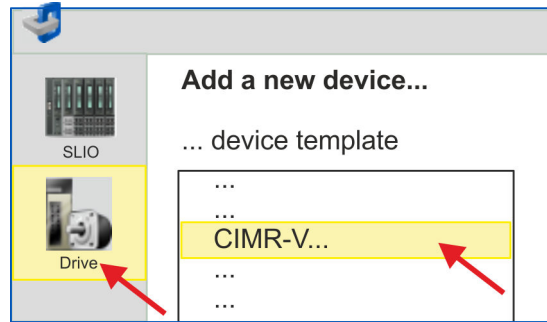 Add a new device...
SLIO
... device template
...
...
CIMR-V...
Drive
...
...